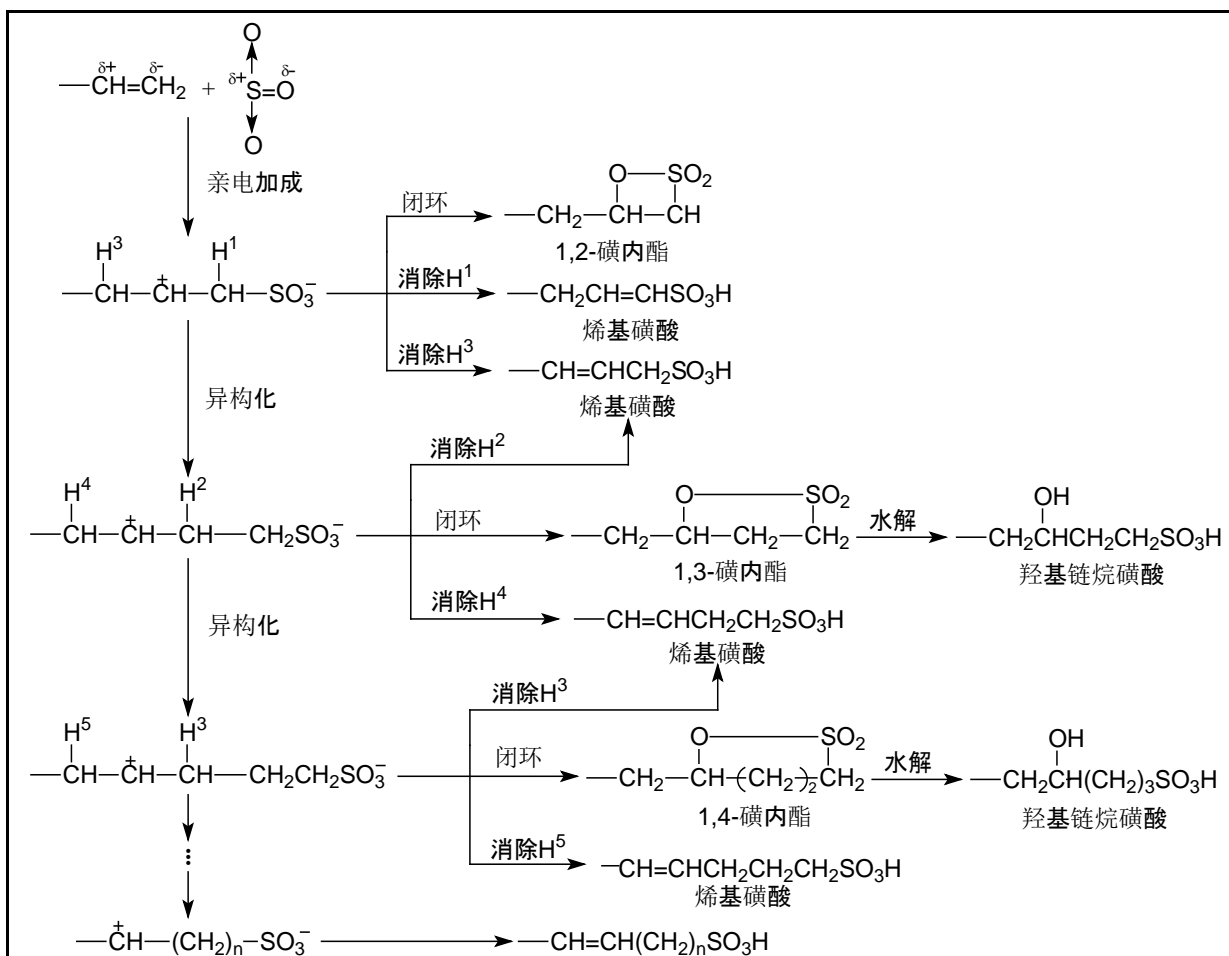 O
δ+ δ- δ+ δ-
—CH=CH₂ + S=O
O
亲电加成
O—SO₂
闭环
—CH₂—CH—CH
1,2-磺内酯
H³ H¹
—CH—C⁺H—CH—SO₃⁻
消除H¹
—CH₂CH=CHSO₃H
烯基磺酸
消除H³
—CH=CHCH₂SO₃H
烯基磺酸
异构化
消除H²
H⁴ H²
—CH—C⁺H—CH—CH₂SO₃⁻
闭环
O—SO₂
—CH₂—CH—CH₂—CH₂
1,3-磺内酯
水解
OH
—CH₂CHCH₂CH₂SO₃H
羟基链烷磺酸
消除H⁴
—CH=CHCH₂CH₂SO₃H
烯基磺酸
异构化
消除H³
H⁵ H³
—CH—C⁺H—CH—CH₂CH₂SO₃⁻
闭环
O—SO₂
—CH₂—CH—(CH₂)₂—CH₂
1,4-磺内酯
水解
OH
—CH₂CH(CH₂)₃SO₃H
羟基链烷磺酸
消除H⁵
—CH=CHCH₂CH₂CH₂SO₃H
烯基磺酸
⋮
—C⁺H—(CH₂)n—SO₃⁻
—CH=CH(CH₂)nSO₃H